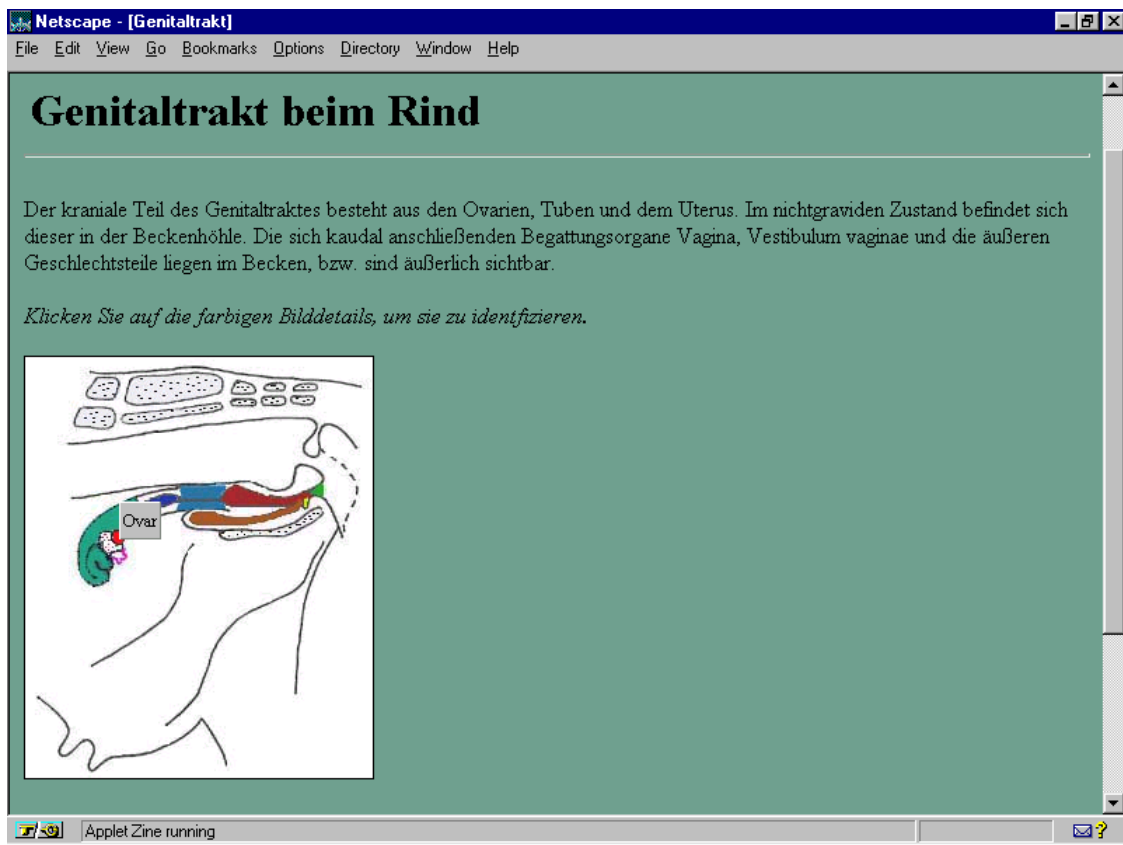 Netscape - [Genitaltrakt]
File Edit View Go Bookmarks Options Directory Window Help
Genitaltrakt beim Rind
Der kraniale Teil des Genitaltraktes besteht aus den Ovarien, Tuben und dem Uterus. Im nichtgraviden Zustand befindet sich
dieser in der Beckenhöhle. Die sich kaudal anschließenden Begattungsorgane Vagina, Vestibulum vaginae und die äußeren
Geschlechtsteile liegen im Becken, bzw. sind äußerlich sichtbar.
Klicken Sie auf die farbigen Bilddetails, um sie zu identfizieren.
Ovar
Applet Zine running